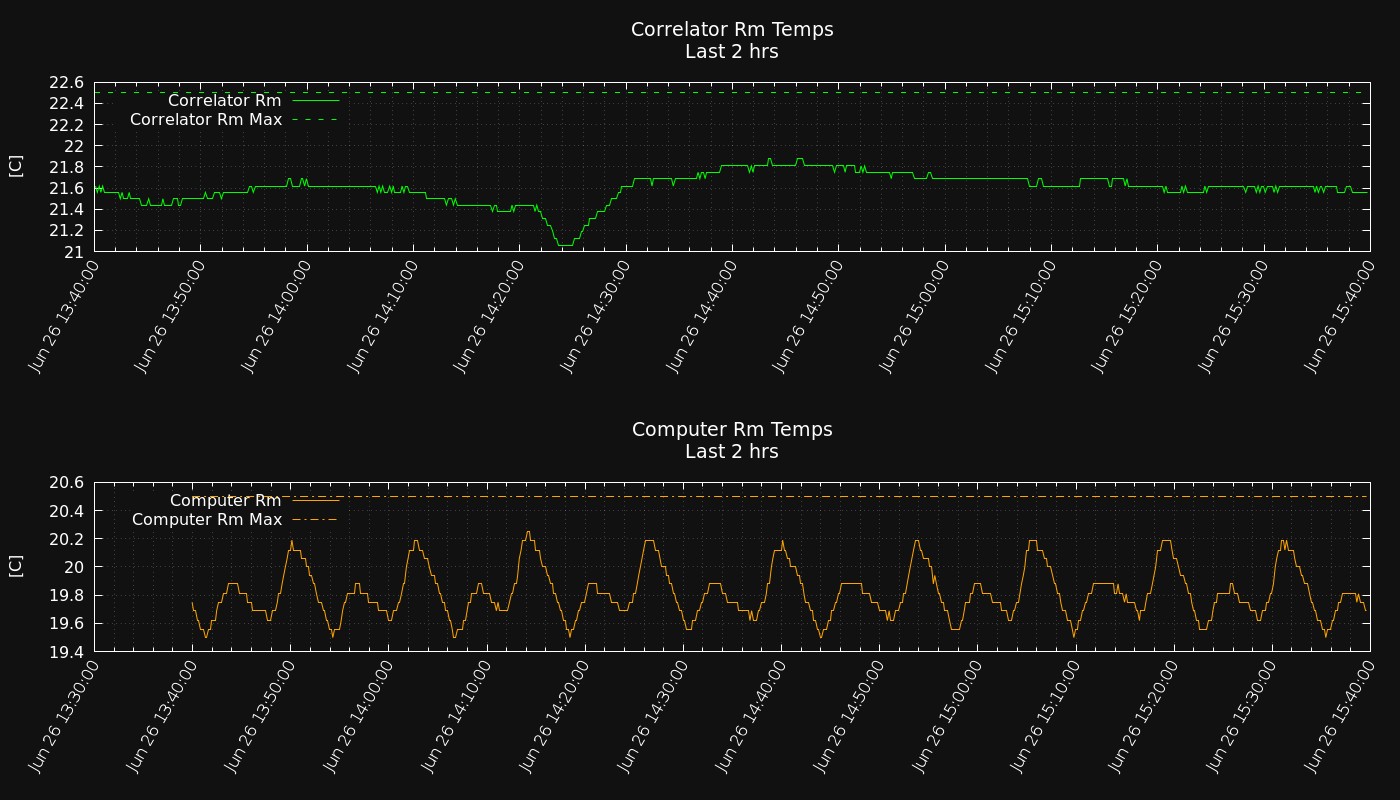 Correlator Rm Temps
Last 2 hrs
22.6
22.4
22.2
22
21.8
21.6
21.4
21.2
21
[C]
Correlator Rm
Correlator Rm Max
Jun 26 13:40:00
Jun 26 13:50:00
Jun 26 14:00:00
Jun 26 14:10:00
Jun 26 14:20:00
Jun 26 14:30:00
Jun 26 14:40:00
Jun 26 14:50:00
Jun 26 15:00:00
Jun 26 15:10:00
Jun 26 15:20:00
Jun 26 15:30:00
Jun 26 15:40:00
Computer Rm Temps
Last 2 hrs
20.6
20.4
20.2
20
19.8
19.6
19.4
[C]
Computer Rm
Computer Rm Max
Jun 26 13:30:00
Jun 26 13:40:00
Jun 26 13:50:00
Jun 26 14:00:00
Jun 26 14:10:00
Jun 26 14:20:00
Jun 26 14:30:00
Jun 26 14:40:00
Jun 26 14:50:00
Jun 26 15:00:00
Jun 26 15:10:00
Jun 26 15:20:00
Jun 26 15:30:00
Jun 26 15:40:00